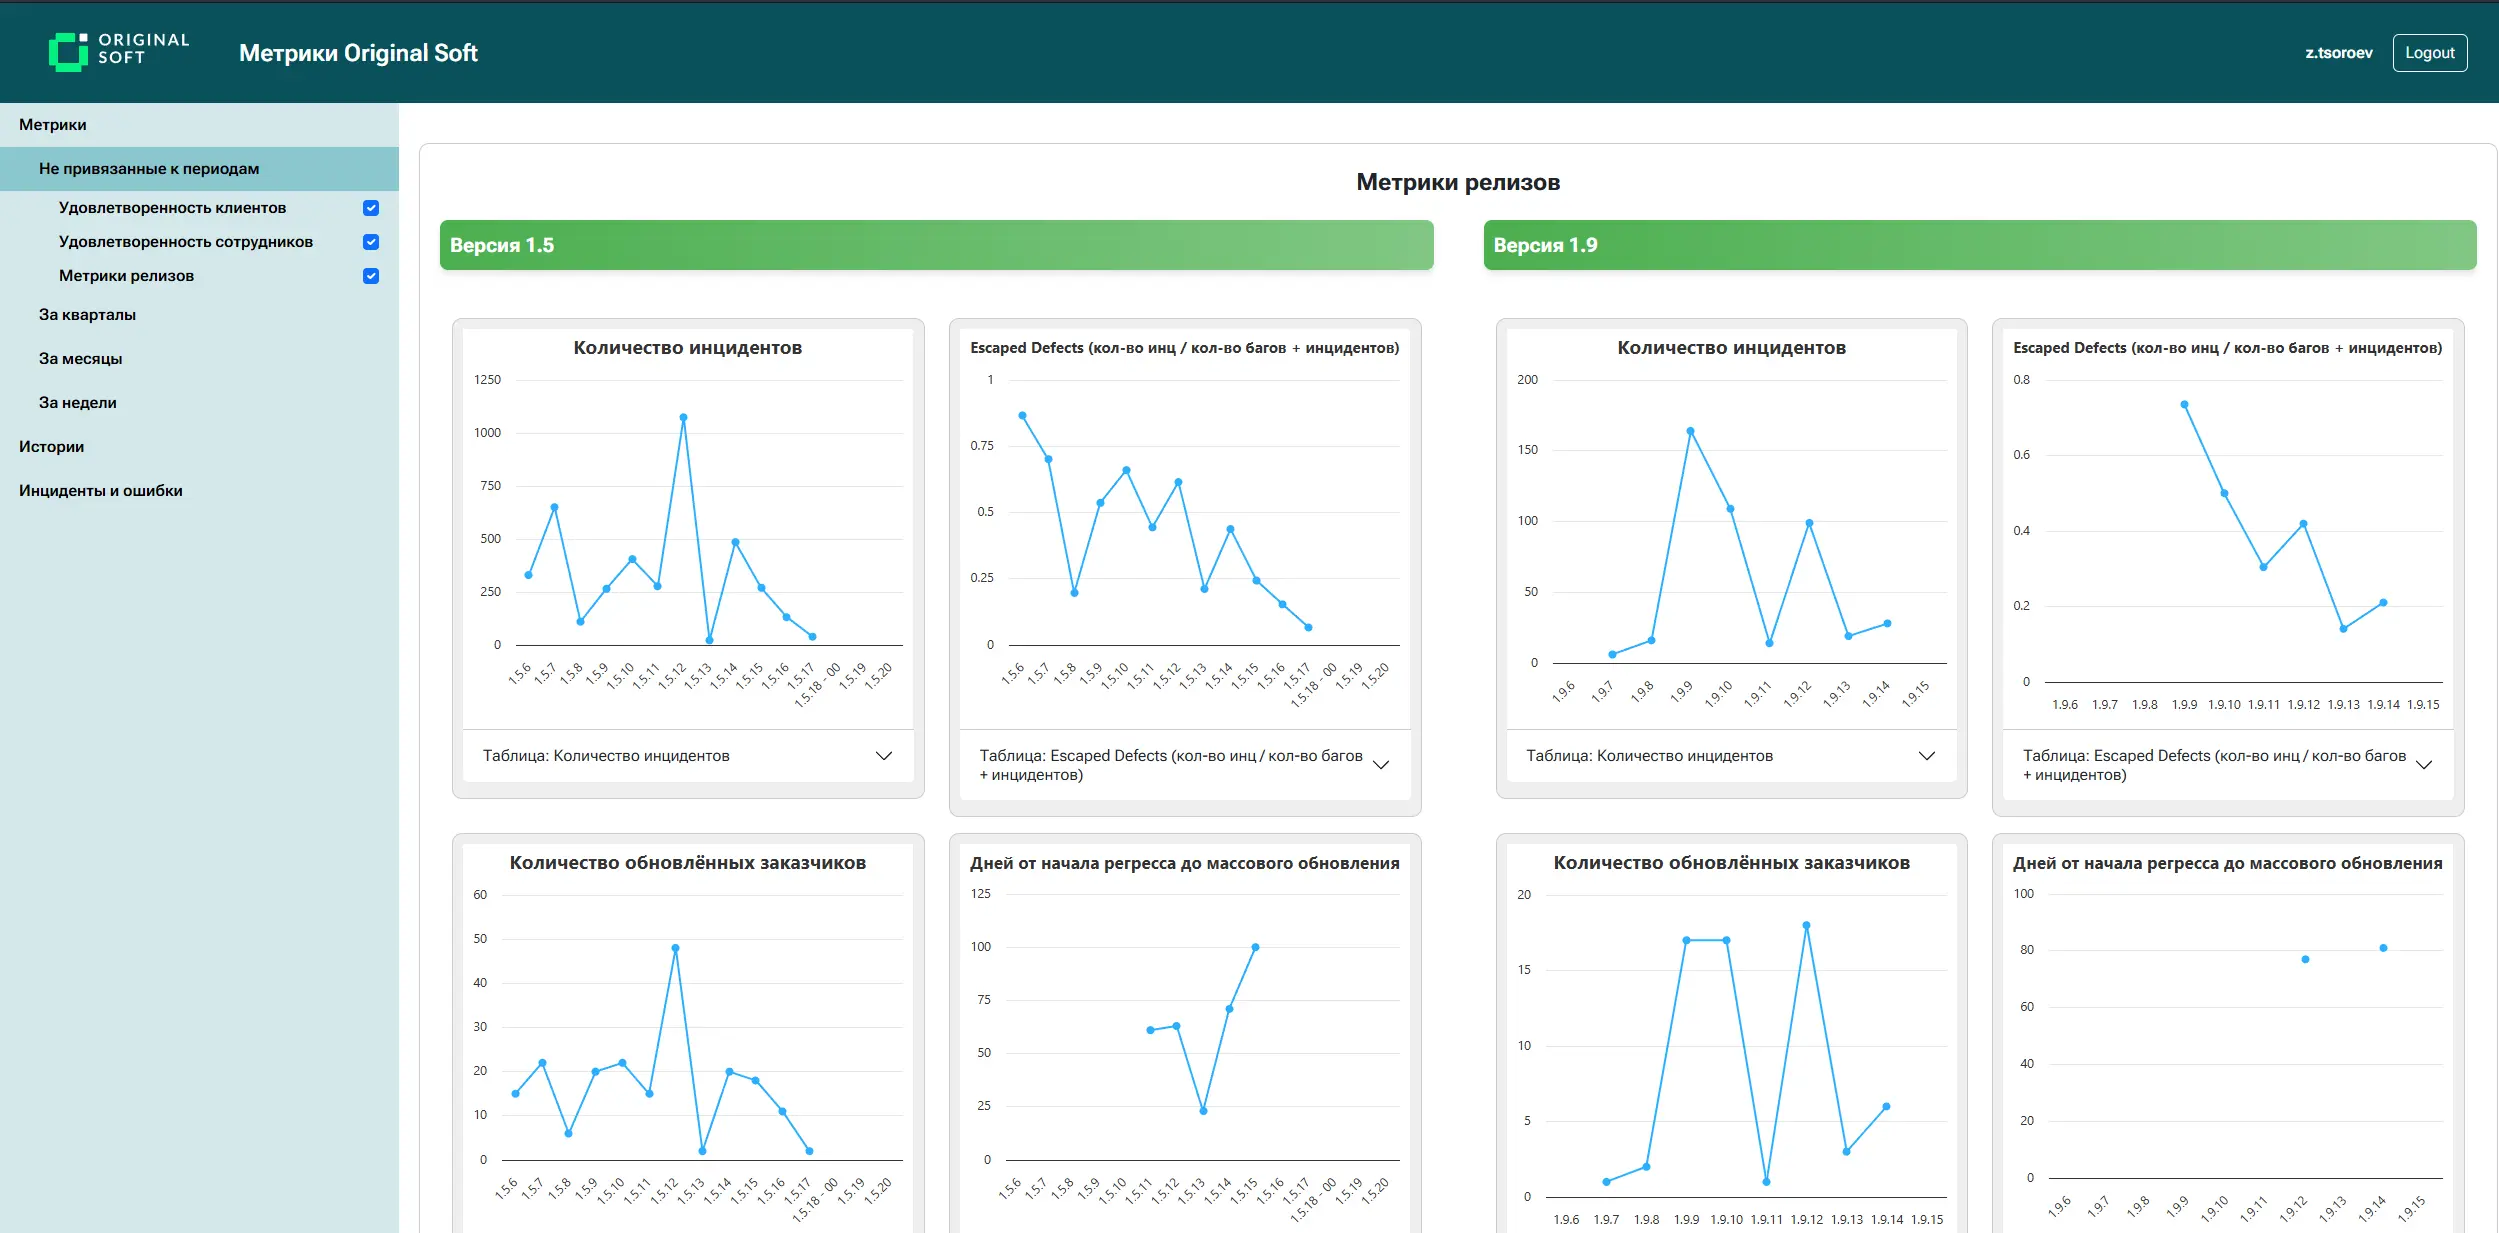 ORIGINAL
SOFT
Метрики Original Soft
z.tsoroev
Logout
Метрики
Не привязанные к периодам
Удовлетворенность клиентов
Удовлетворенность сотрудников
Метрики релизов
За кварталы
За месяцы
За недели
Истории
Инциденты и ошибки
Метрики релизов
Версия 1.5
Количество инцидентов
1250
1000
750
500
250
0
1.5.6 1.5.7 1.5.8 1.5.9 1.5.10 1.5.11 1.5.12 1.5.13 1.5.14 1.5.15 1.5.16 1.5.17 1.5.18 - 00 1.5.19 1.5.20
Таблица: Количество инцидентов
Escaped Defects (кол-во инц / кол-во багов + инцидентов)
1
0.75
0.5
0.25
0
1.5.6 1.5.7 1.5.8 1.5.9 1.5.10 1.5.11 1.5.12 1.5.13 1.5.14 1.5.15 1.5.16 1.5.17 1.5.18 - 00 1.5.19 1.5.20
Таблица: Escaped Defects (кол-во инц / кол-во багов
+ инцидентов)
Количество обновлённых заказчиков
60
50
40
30
20
10
0
1.5.6 1.5.7 1.5.8 1.5.9 1.5.10 1.5.11 1.5.12 1.5.13 1.5.14 1.5.15 1.5.16 1.5.17 1.5.18 - 00 1.5.19 1.5.20
Дней от начала регресса до массового обновления
125
100
75
50
25
0
1.5.6 1.5.7 1.5.8 1.5.9 1.5.10 1.5.11 1.5.12 1.5.13 1.5.14 1.5.15 1.5.16 1.5.17 1.5.18 - 00 1.5.19 1.5.20
Версия 1.9
Количество инцидентов
200
150
100
50
0
1.9.6 1.9.7 1.9.8 1.9.9 1.9.10 1.9.11 1.9.12 1.9.13 1.9.14 1.9.15
Таблица: Количество инцидентов
Escaped Defects (кол-во инц / кол-во багов + инцидентов)
0.8
0.6
0.4
0.2
0
1.9.6 1.9.7 1.9.8 1.9.9 1.9.10 1.9.11 1.9.12 1.9.13 1.9.14 1.9.15
Таблица: Escaped Defects (кол-во инц / кол-во багов
+ инцидентов)
Количество обновлённых заказчиков
20
15
10
5
0
1.9.6 1.9.7 1.9.8 1.9.9 1.9.10 1.9.11 1.9.12 1.9.13 1.9.14 1.9.15
Дней от начала регресса до массового обновления
100
80
60
40
20
0
1.9.6 1.9.7 1.9.8 1.9.9 1.9.10 1.9.11 1.9.12 1.9.13 1.9.14 1.9.15